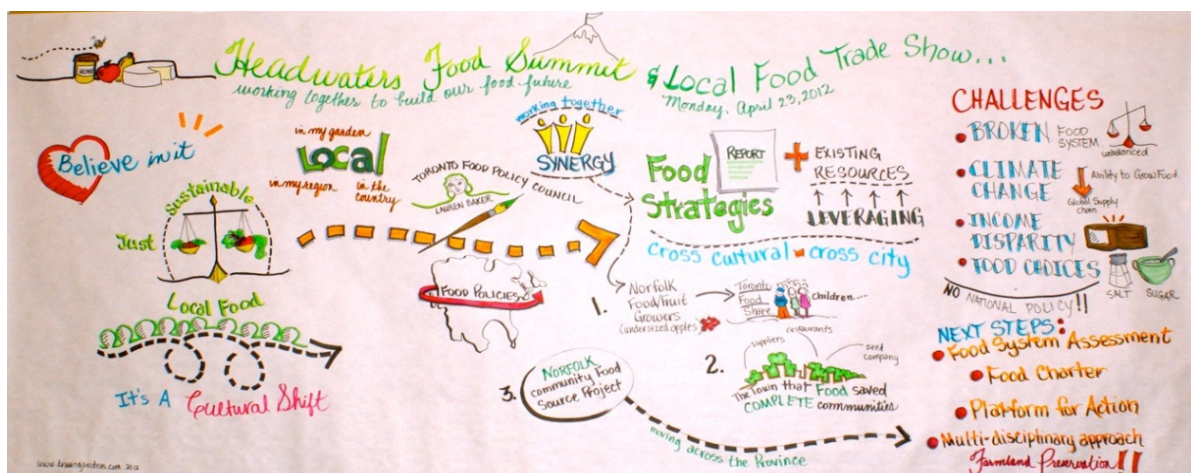 Headwaters Food Summit & Local Food Trade Show...
working together to build our food future
Monday, April 23, 2012
Believe in it
Sustainable
Just
Local Food
It's A Cultural Shift
in my garden
Local
in my region
in the country
TORONTO FOOD POLICY COUNCIL
LAUREN BAKER
FOOD POLICIES
working together
SYNERGY
Food Strategies
REPORT
+ EXISTING RESOURCES
LEVERAGING
Cross cultural - cross city
1. Norfolk
Food/Fruit
Growers
(undersized apples)
Toronto
Food
Share
children...
2.
suppliers
restaurants
seed company
The Town that Food saved
COMPLETE communities
3. NORFOLK
community Food
Source Project
moving across the Province
CHALLENGES
BROKEN FOOD SYSTEM
unbalanced
CLIMATE CHANGE
Ability to Grow Food
Global Supply Chain
INCOME DISPARITY
FOOD CHOICES
SALT
SUGAR
NO NATIONAL POLICY!!
NEXT STEPS:
Food System Assessment
Food Charter
Platform for Action
Multi-disciplinary approach
Farmland Preservation!!